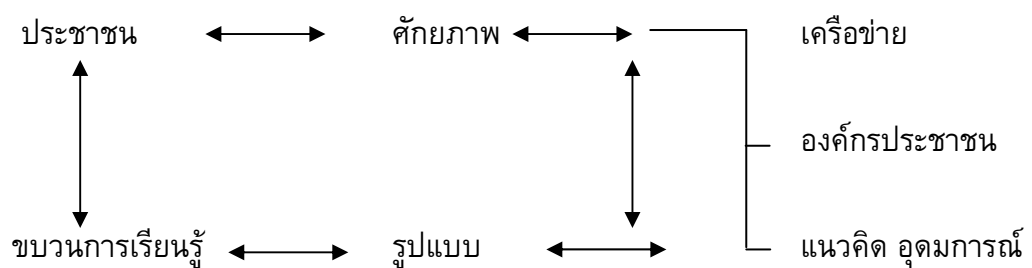 ประชาชน ศักยภาพ เครือข่าย
องค์กรประชาชน
ขบวนการเรียนรู้ รูปแบบ แนวคิด อุดมการณ์